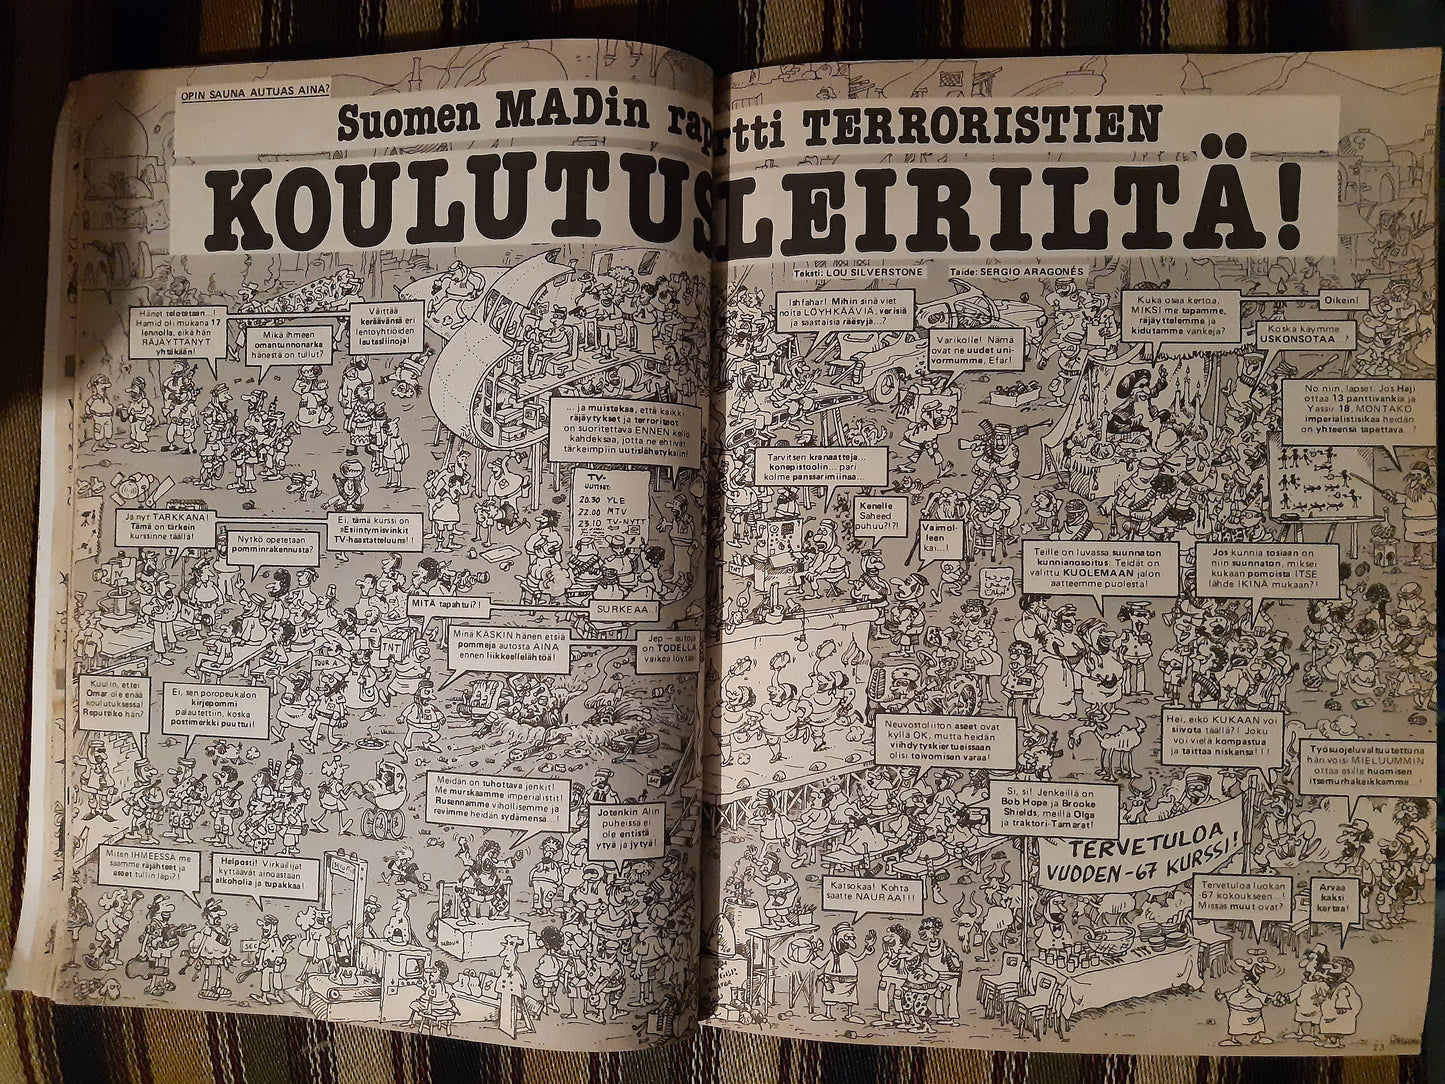 OPIN SAUNA AUTUAS AINA?
Suomen MADin raportti TERRORISTIEN
KOULUTUSLEIRILTÄ!
Teksti: LOU SILVERSTONE
Taide: SERGIO ARAGONÉS
Hänet telotetaan...!
Hamid oli mukana 17
lennolla, eikä hän
RÄJÄYTTÄNYT
yhtäkään!
Mikä ihmeen
omantunnonarka
hänestä on tullut?
Väittää
keräävänsä eri
lentoyhtiöiden
lautasliinoja!
... ja muistakaa, että kaikki
räjäytykset ja terroriteot
on suoritettava ENNEN kello
kahdeksaa, jotta ne ehtivät
tärkeimpiin uutislähetyksiin!
TV-
UUTISET:
20.30 YLE
22.00 MTV
23.10 TV-NYTT
Ja nyt TARKKANA!
Tämä on tärkein
kurssinne täällä!
Nytkö opetetaan
pomminrakennusta?
Ei, tämä kurssi on
»Esiintymisvinkit
TV-haastatteluun»!
MITÄ tapahtui?!
SURKEAA..!
TNT
Minä KÄSKIN hänen etsiä
pommeja autosta AINA
ennen liikkeellelähtöä!
Jep — autoja
on TODELLA
vaikea löytää!
Kuulin, ettei
Omar ole enää
koulutuksessa!
Reputtiko hän?
Ei, sen poropeukalon
kirjepommi
palautettiin, koska
postimerkki puuttui!
Meidän on tuhottava jenkit!
Me murskaamme imperialistit!
Rusennamme vihollisemme ja
revimme heidän sydämensä ...!
Jotenkin Alin
puheissa ei
ole entistä
ytyä ja jytyä!
Miten IHMEESSÄ me
saamme räjähteet ja
aseet tullin läpi?!
Helposti! Virkailijat
kyttäävät ainoastaan
alkoholia ja tupakkaa!
Ishfahar! Mihin sinä viet
noita LÖYHKÄÄVIÄ, verisiä
ja saastaisia rääsyjä...?
Varikolle! Nämä
ovat ne uudet uni-
vormumme, Efar!
Kuka osaa kertoa,
MIKSI me tapamme,
räjäyttelemme ja
kidutamme vankeja?
Oikein!
Koska käymme
USKONSOTAA..?
No niin, lapset. Jos Haji
ottaa 13 panttivankia ja
Yassir 18, MONTAKO
imperialistisikaa heidän
on yhteensä tapettava...?
Tarvitsen kranaatteja...
konepistoolin... pari
kolme panssarimiinaa...
Kenelle
Saheed
puhuu?!?!
Vaimol-
leen
kai...!
Teille on luvassa suunnaton
kunnianosoitus: Teidät on
valittu KUOLEMAAN jalon
aatteemme puolesta!
Jos kunnia tosiaan on
niin suunnaton, miksei
kukaan pomoista ITSE
lähde IKINÄ mukaan?!
Neuvostoliiton aseet ovat
kyllä OK, mutta heidän
viihdytyskiertueissaan
olisi toivomisen varaa!
Si, si! Jenkeillä on
Bob Hope ja Brooke
Shields, meillä Olga
ja traktori-Tamara!
Hei, eikö KUKAAN voi
siivota täällä?! Joku
voi vielä kompastua
ja taittaa niskansa!!!
Työsuojeluvaltuutettuna
hän voisi MIELUUMMIN
ottaa esille huomisen
itsemurhakeikkamme...!
TERVETULOA
VUODEN -67 KURSSI!
Katsokaa! Kohta
saatte NAURAA!!!
Tervetuloa luokan
67 kokoukseen...!
Missäs muut ovat?
Arvaa
kaksi
kertaa!
23